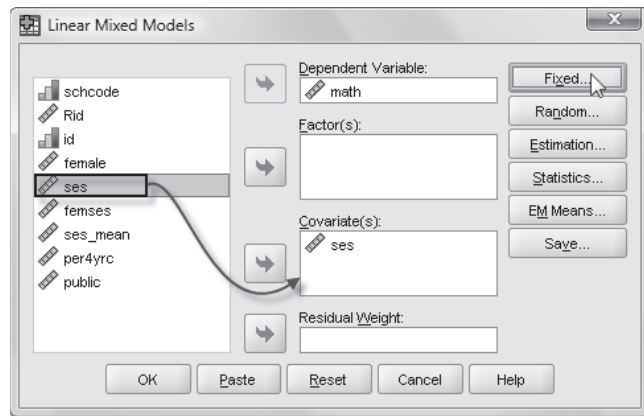 Linear Mixed Models
X
schcode
Rid
id
female
ses
femses
ses_mean
per4yrc
public
Dependent Variable:
math
Factor(s):
Covariate(s):
ses
Residual Weight:
Fixed...
Random...
Estimation...
Statistics...
EM Means...
Save...
OK Paste Reset Cancel Help